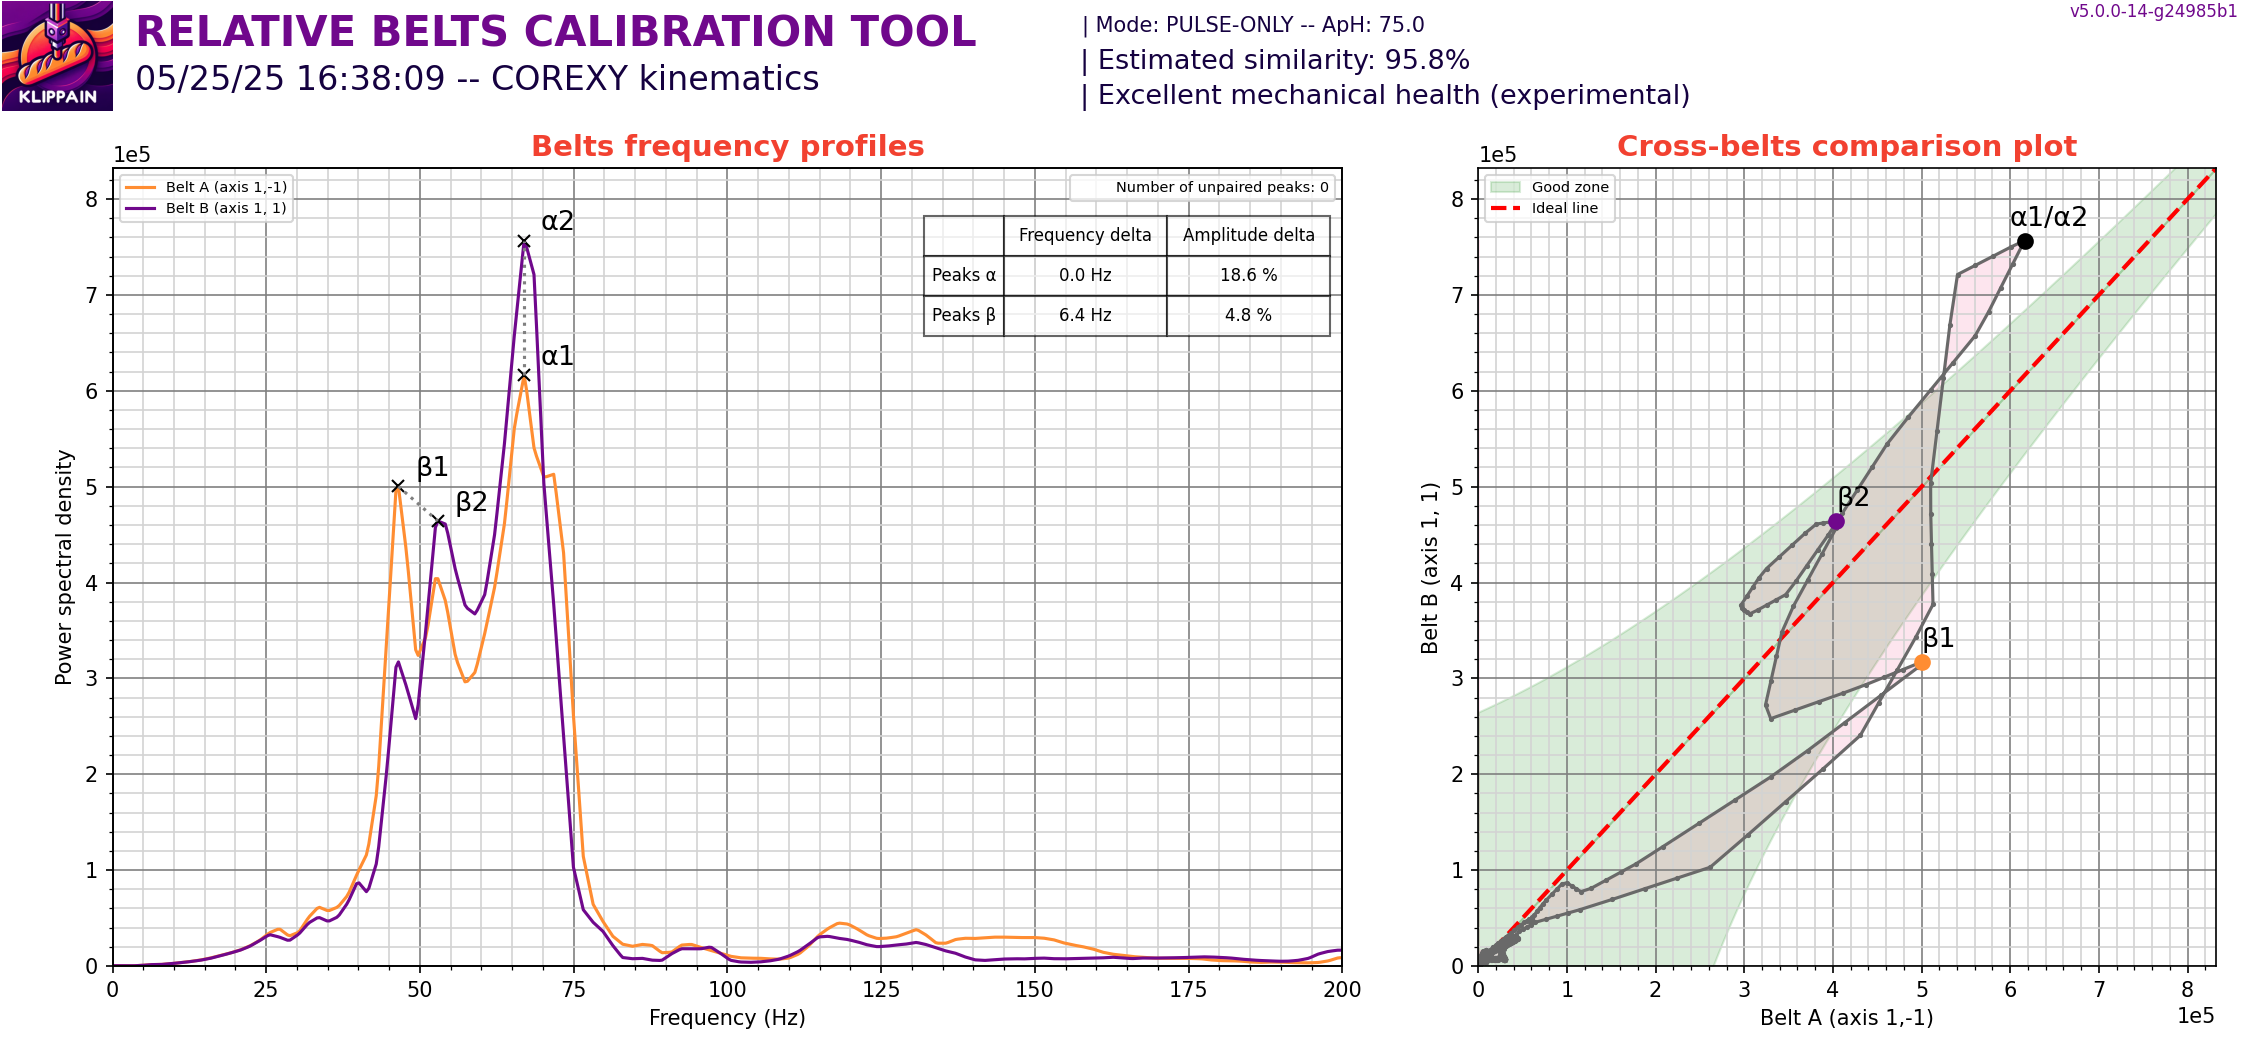 KLIPPAIN
RELATIVE BELTS CALIBRATION TOOL
05/25/25 16:38:09 -- COREXY kinematics
| Mode: PULSE-ONLY -- ApH: 75.0
| Estimated similarity: 95.8%
| Excellent mechanical health (experimental)
v5.0.0-14-g24985b1
Belts frequency profiles
1e5
Belt A (axis 1,-1)
Belt B (axis 1, 1)
Number of unpaired peaks: 0
Frequency delta Amplitude delta
Peaks α 0.0 Hz 18.6 %
Peaks β 6.4 Hz 4.8 %
α2
α1
β1
β2
Power spectral density
8
7
6
5
4
3
2
1
0
0 25 50 75 100 125 150 175 200
Frequency (Hz)
Cross-belts comparison plot
1e5
Good zone
Ideal line
α1/α2
β2
β1
Belt B (axis 1, 1)
8
7
6
5
4
3
2
1
0
0 1 2 3 4 5 6 7 8
Belt A (axis 1,-1)
1e5